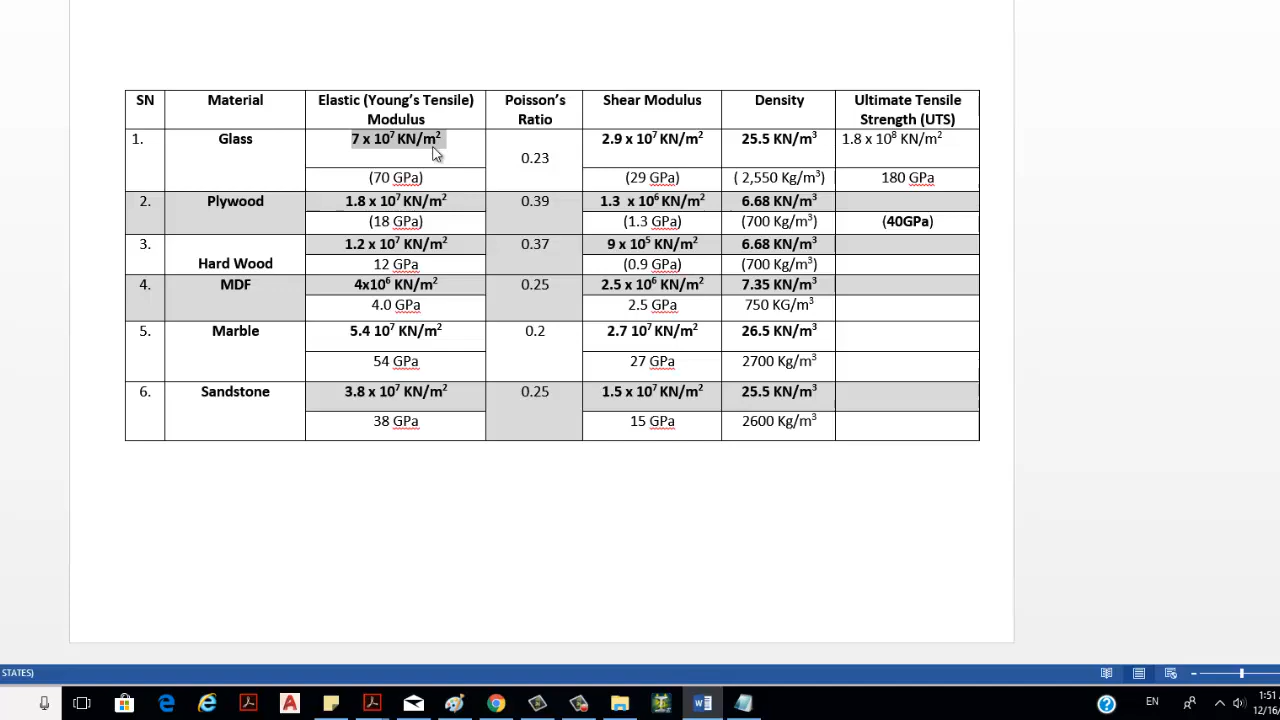 SN Material Elastic (Young's Tensile) Modulus Poisson's Ratio Shear Modulus Density Ultimate Tensile Strength (UTS)
1. Glass 7 x 10⁷ KN/m² 0.23 2.9 x 10⁷ KN/m² 25.5 KN/m³ 1.8 x 10⁸ KN/m²
(70 GPa) (29 GPa) ( 2,550 Kg/m³) 180 GPa
2. Plywood 1.8 x 10⁷ KN/m² 0.39 1.3 x 10⁶ KN/m² 6.68 KN/m³
(18 GPa) (1.3 GPa) (700 Kg/m³) (40GPa)
3. Hard Wood 1.2 x 10⁷ KN/m² 0.37 9 x 10⁵ KN/m² 6.68 KN/m³
12 GPa (0.9 GPa) (700 Kg/m³)
4. MDF 4x10⁶ KN/m² 0.25 2.5 x 10⁶ KN/m² 7.35 KN/m³
4.0 GPa 2.5 GPa 750 KG/m³
5. Marble 5.4 10⁷ KN/m² 0.2 2.7 10⁷ KN/m² 26.5 KN/m³
54 GPa 27 GPa 2700 Kg/m³
6. Sandstone 3.8 x 10⁷ KN/m² 0.25 1.5 x 10⁷ KN/m² 25.5 KN/m³
38 GPa 15 GPa 2600 Kg/m³
STATES)
EN 1:51
12/16/